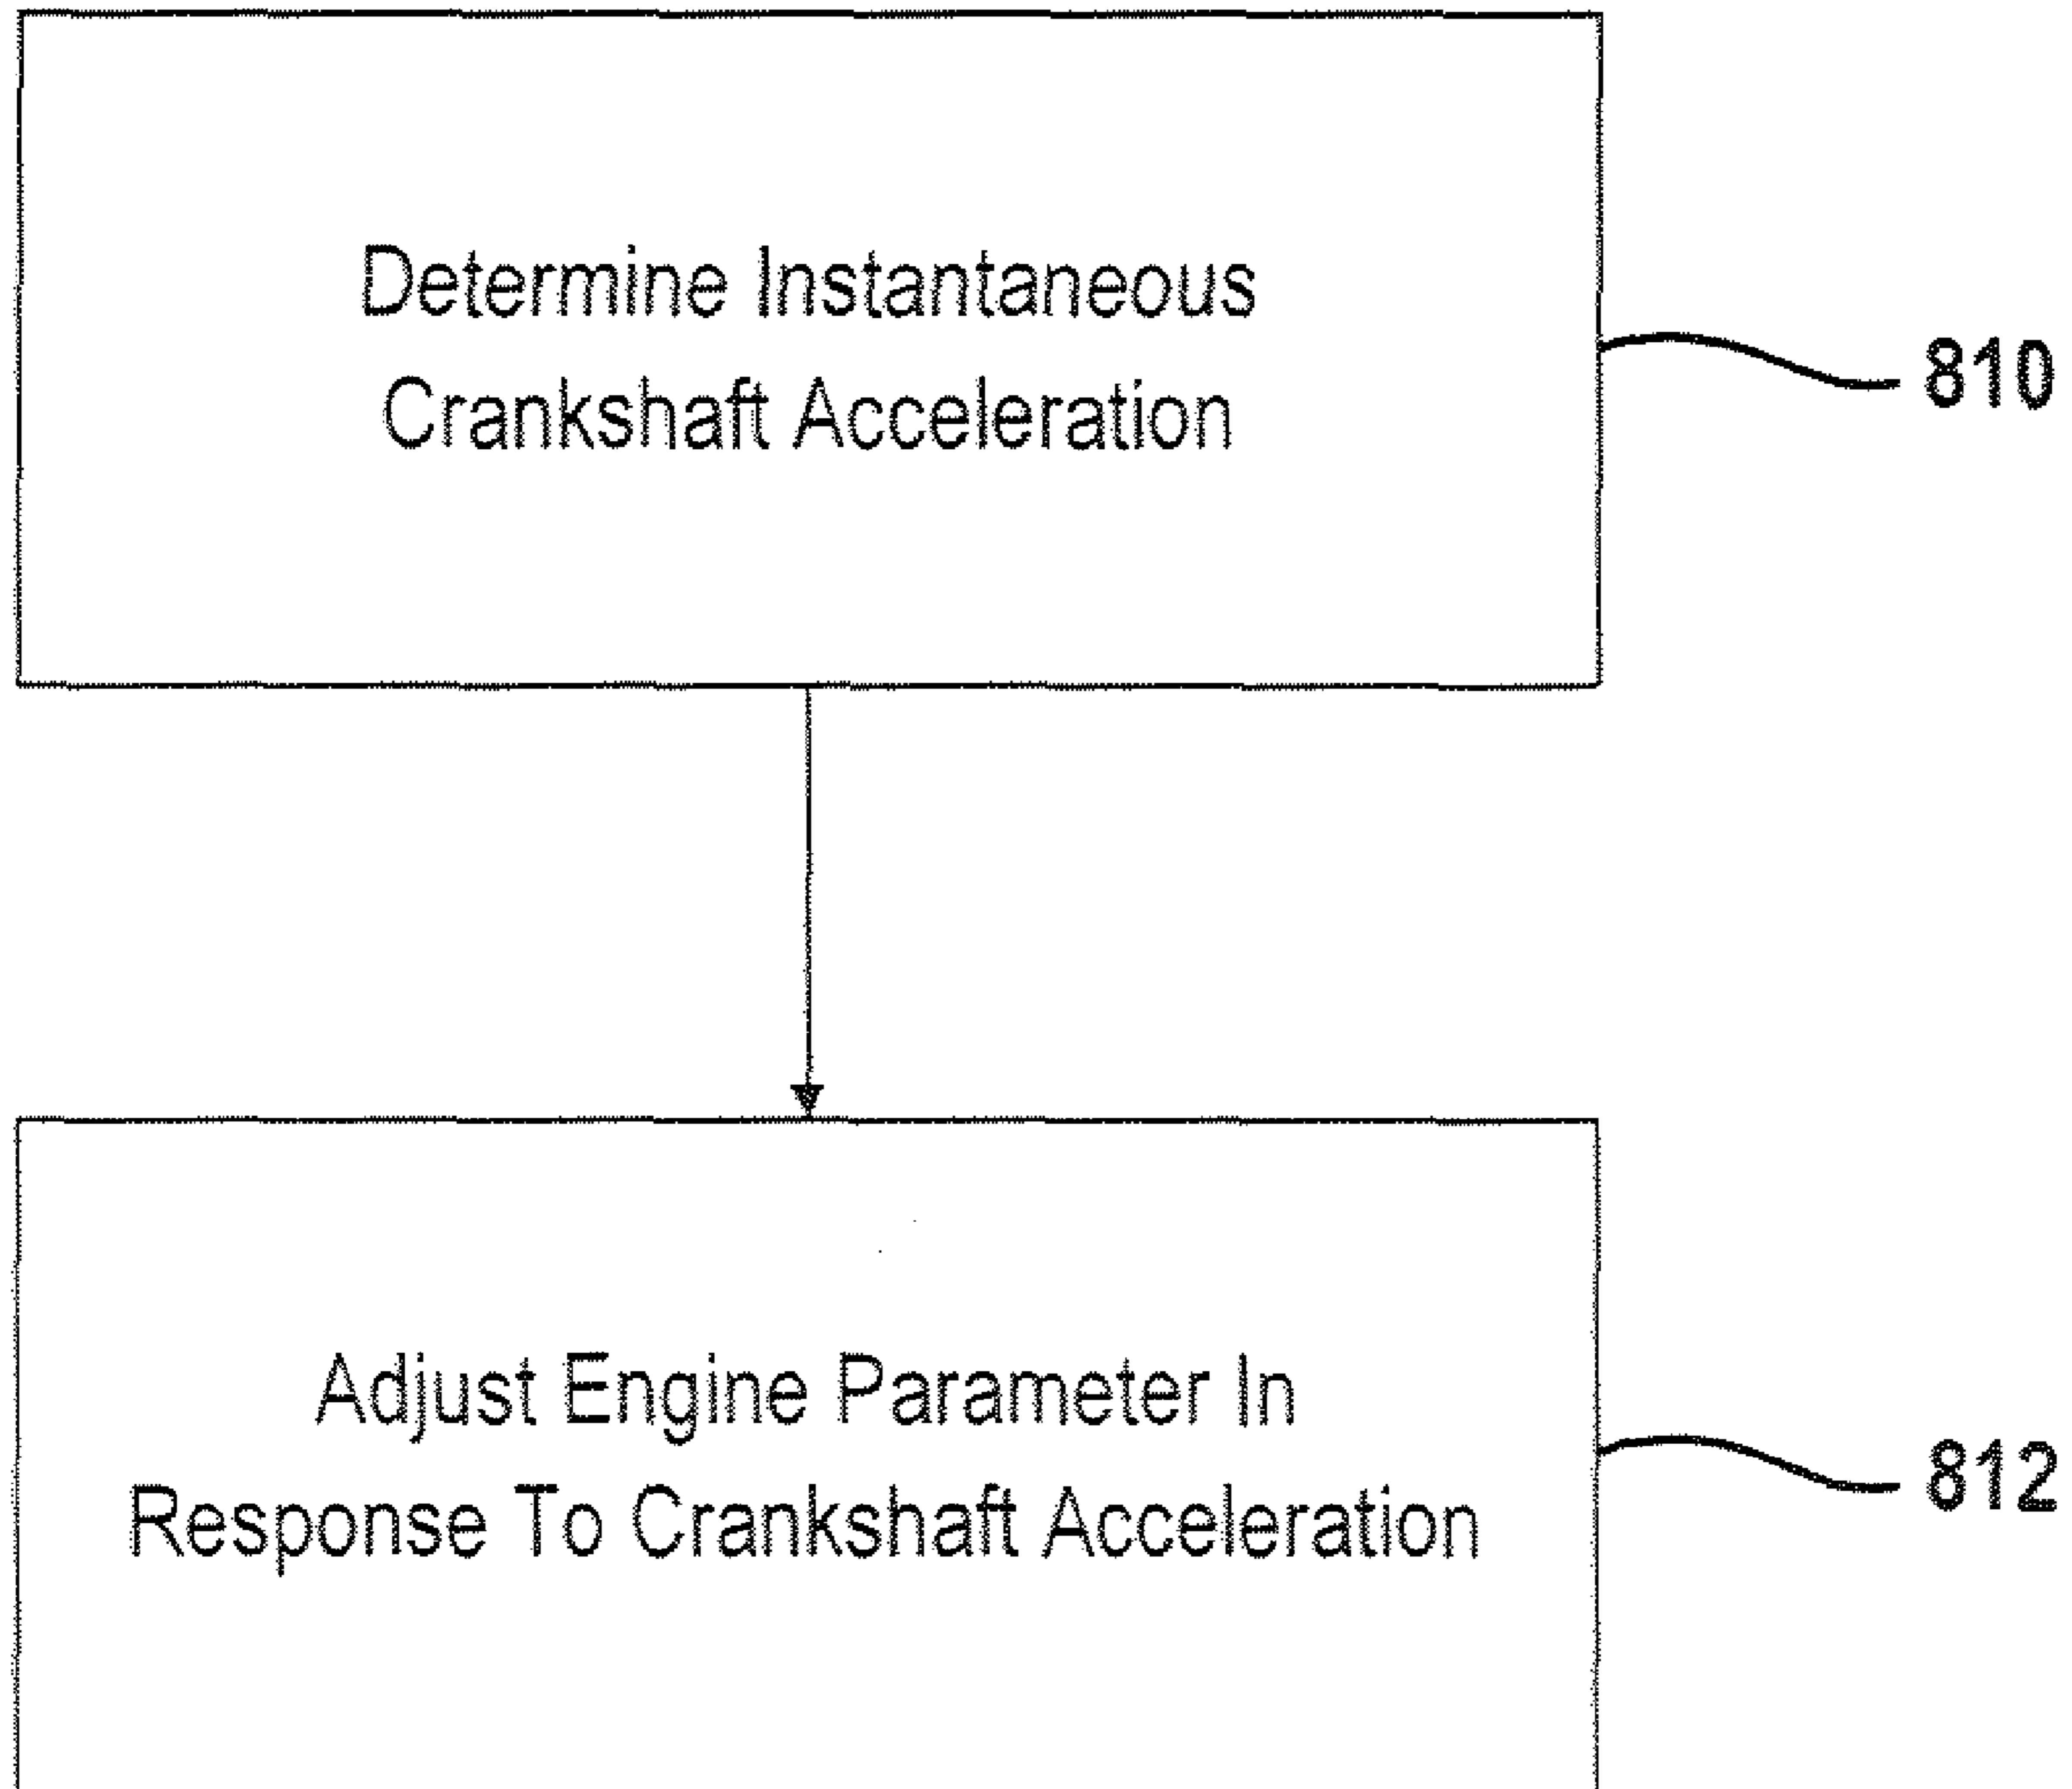 Determine Instantaneous
Crankshaft Acceleration
810
Adjust Engine Parameter In
Response To Crankshaft Acceleration
812